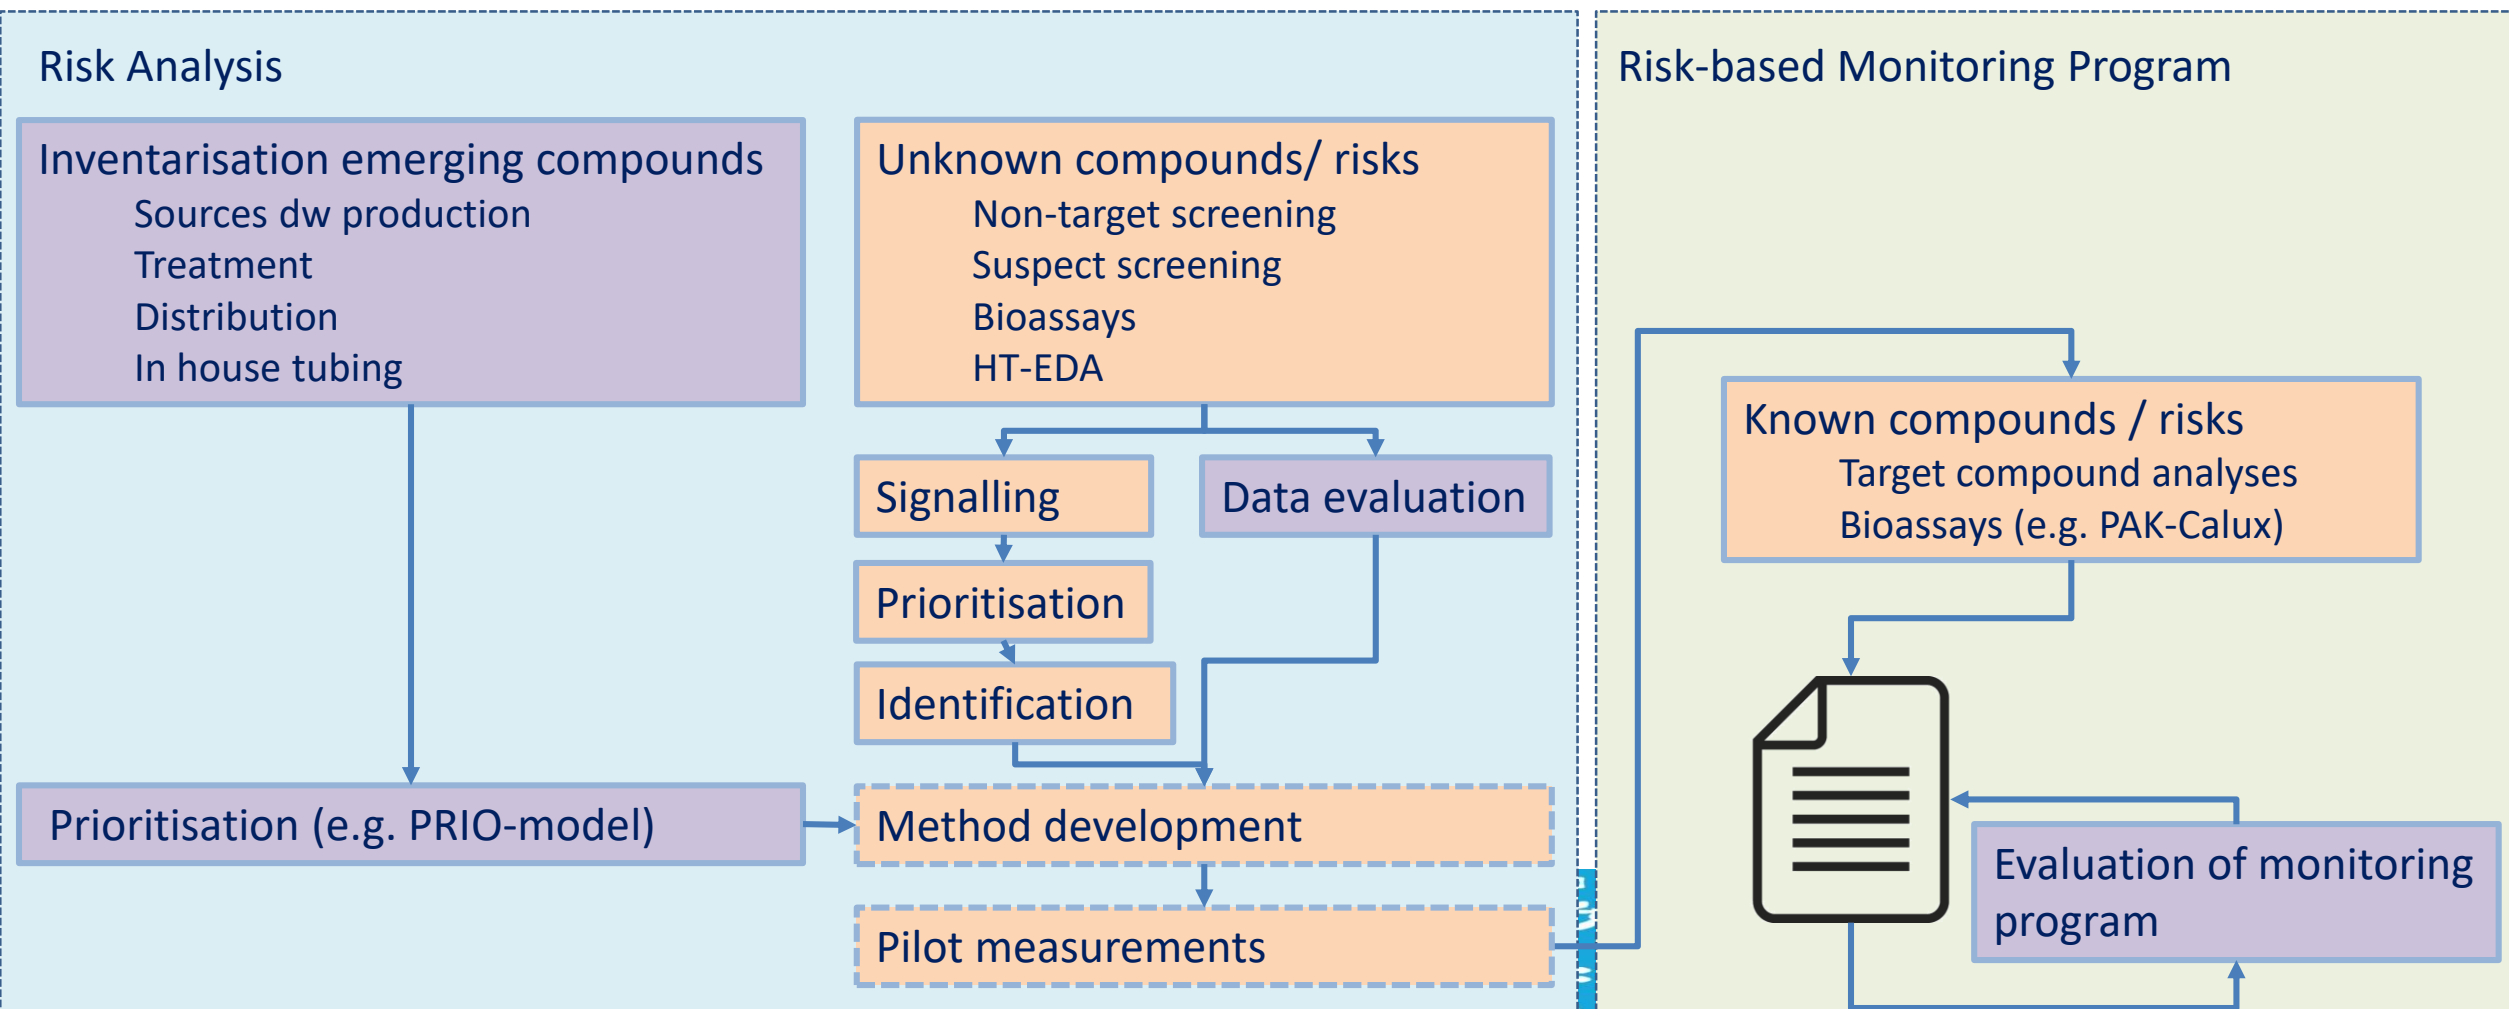 Risk Analysis
Inventarisation emerging compounds
Sources dw production
Treatment
Distribution
In house tubing
Prioritisation (e.g. PRIO-model)
Unknown compounds/ risks
Non-target screening
Suspect screening
Bioassays
HT-EDA
Signalling
Data evaluation
Prioritisation
Identification
Method development
Pilot measurements
Risk-based Monitoring Program
Known compounds / risks
Target compound analyses
Bioassays (e.g. PAK-Calux)
Evaluation of monitoring
program